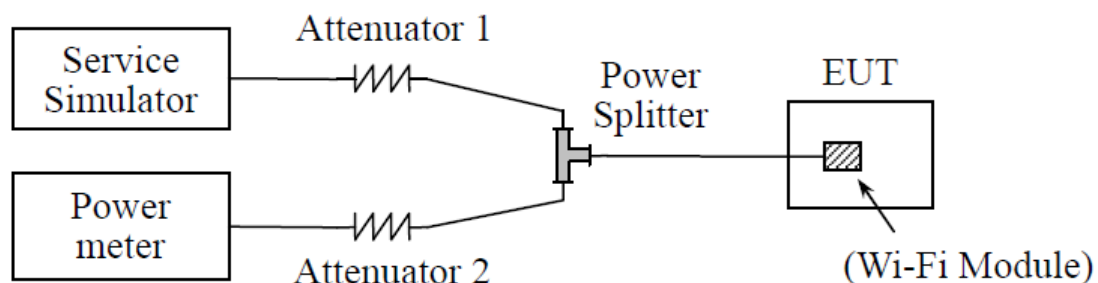 Attenuator 1
Service
Simulator
Power
Splitter
EUT
Power
meter
Attenuator 2
(Wi-Fi Module)